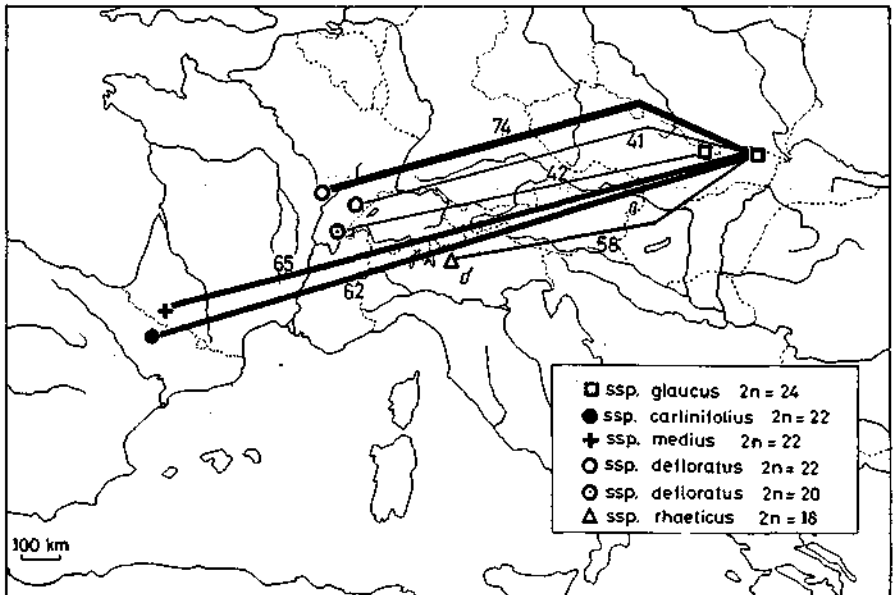 74
41
42
65
62
58
ssp. glaucus 2n = 24
ssp. carlinifolius 2n = 22
ssp. medius 2n = 22
ssp. defloratus 2n = 22
ssp. defloratus 2n = 20
ssp. rhaeticus 2n = 18
100 km